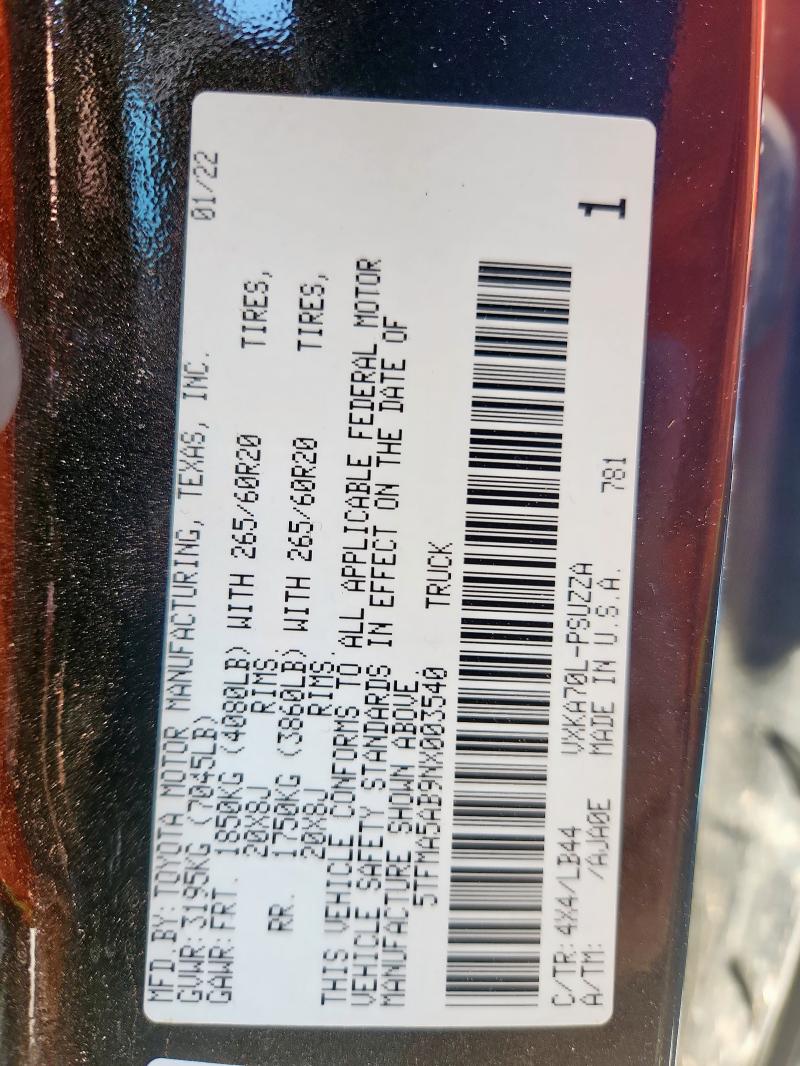 MFD BY: TOYOTA MOTOR MANUFACTURING, TEXAS, INC. 01/22
GVWR: 3195KG (7045LB)
GAWR: FRT. 1850KG (4080LB) WITH 265/60R20 TIRES,
20X8J RIMS
RR. 1750KG (3860LB) WITH 265/60R20 TIRES,
20X8J RIMS.
THIS VEHICLE CONFORMS TO ALL APPLICABLE FEDERAL MOTOR
VEHICLE SAFETY STANDARDS IN EFFECT ON THE DATE OF
MANUFACTURE SHOWN ABOVE.
5TFMA5AB9NX003540 TRUCK
1
C/TR: 4X4/LB44 VXKA70L-PSUZZA 781
A/TM: /AJA0E MADE IN U.S.A.